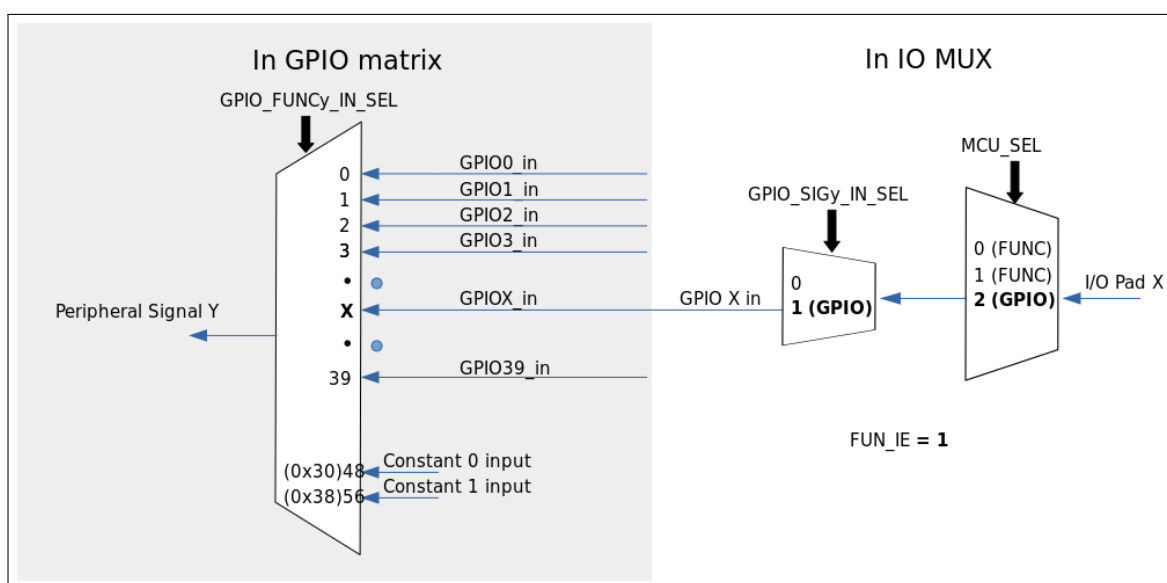 In GPIO matrix
In IO MUX
GPIO_FUNCy_IN_SEL
MCU_SEL
GPIO_SIGy_IN_SEL
0
GPIO0_in
1
GPIO1_in
2
GPIO2_in
3
GPIO3_in
X
GPIOX_in
39
GPIO39_in
(0x30)48
Constant 0 input
(0x38)56
Constant 1 input
Peripheral Signal Y
GPIO X in
0
1 (GPIO)
0 (FUNC)
1 (FUNC)
2 (GPIO)
I/O Pad X
FUN_IE = 1